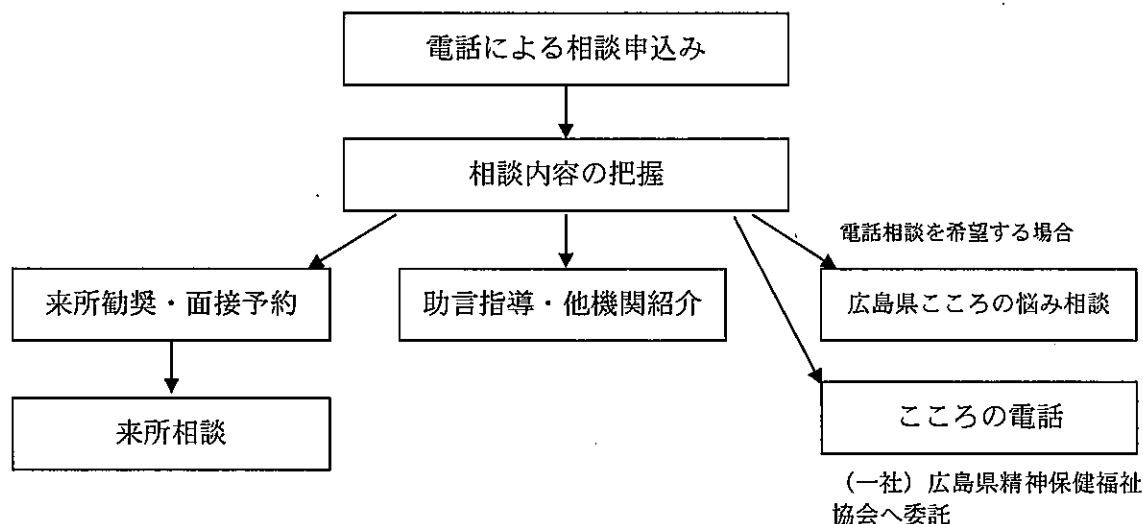 電話による相談申込み
相談内容の把握
電話相談を希望する場合
来所勧奨・面接予約
助言指導・他機関紹介
広島県こころの悩み相談
来所相談
こころの電話
（一社）広島県精神保健福祉
協会へ委託